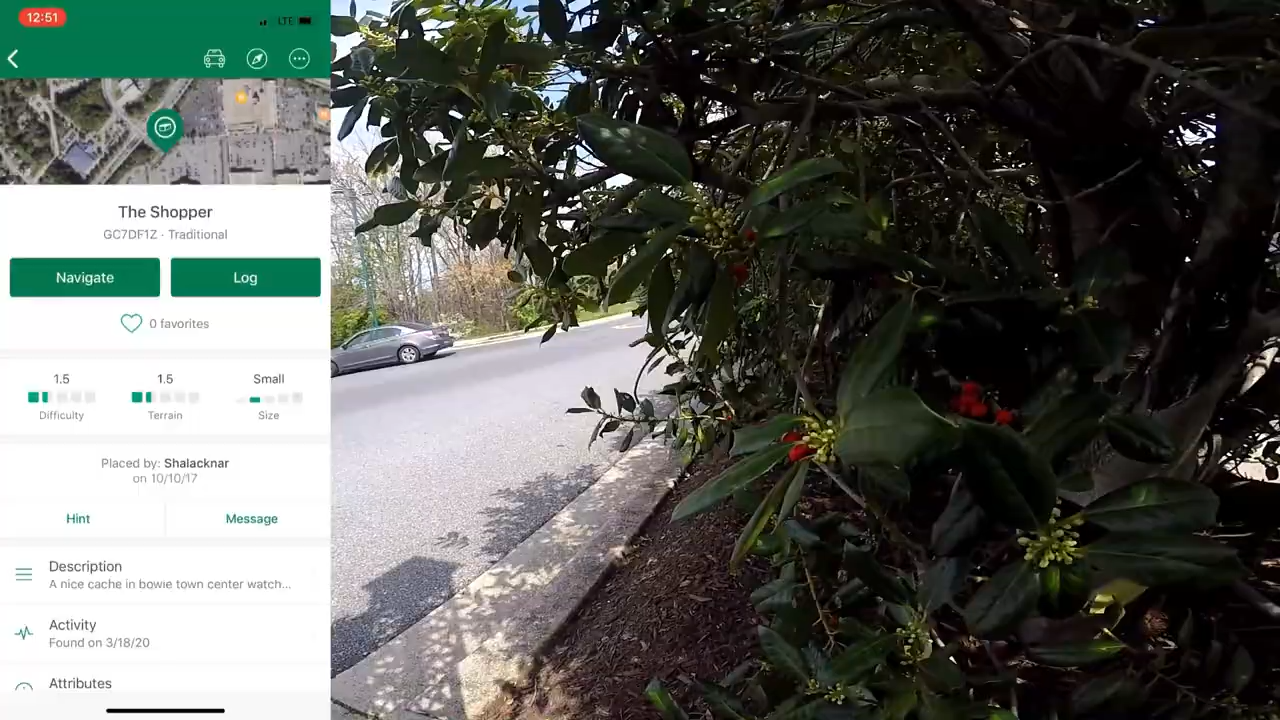 12:51
LTE
The Shopper
GC7DF1Z · Traditional
Navigate
Log
0 favorites
1.5
1.5
Small
Difficulty
Terrain
Size
Placed by: Shalacknar
on 10/10/17
Hint
Message
Description
A nice cache in bowie town center watch...
Activity
Found on 3/18/20
Attributes